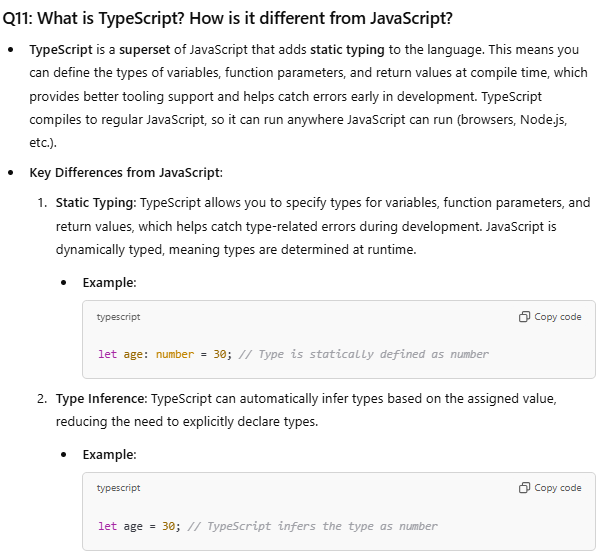 Q11: What is TypeScript? How is it different from JavaScript?
• TypeScript is a superset of JavaScript that adds static typing to the language. This means you
can define the types of variables, function parameters, and return values at compile time, which
provides better tooling support and helps catch errors early in development. TypeScript
compiles to regular JavaScript, so it can run anywhere JavaScript can run (browsers, Node.js,
etc.).
• Key Differences from JavaScript:
1. Static Typing: TypeScript allows you to specify types for variables, function parameters, and
return values, which helps catch type-related errors during development. JavaScript is
dynamically typed, meaning types are determined at runtime.
• Example:
typescript Copy code
let age: number = 30; // Type is statically defined as number
2. Type Inference: TypeScript can automatically infer types based on the assigned value,
reducing the need to explicitly declare types.
• Example:
typescript Copy code
let age = 30; // TypeScript infers the type as number